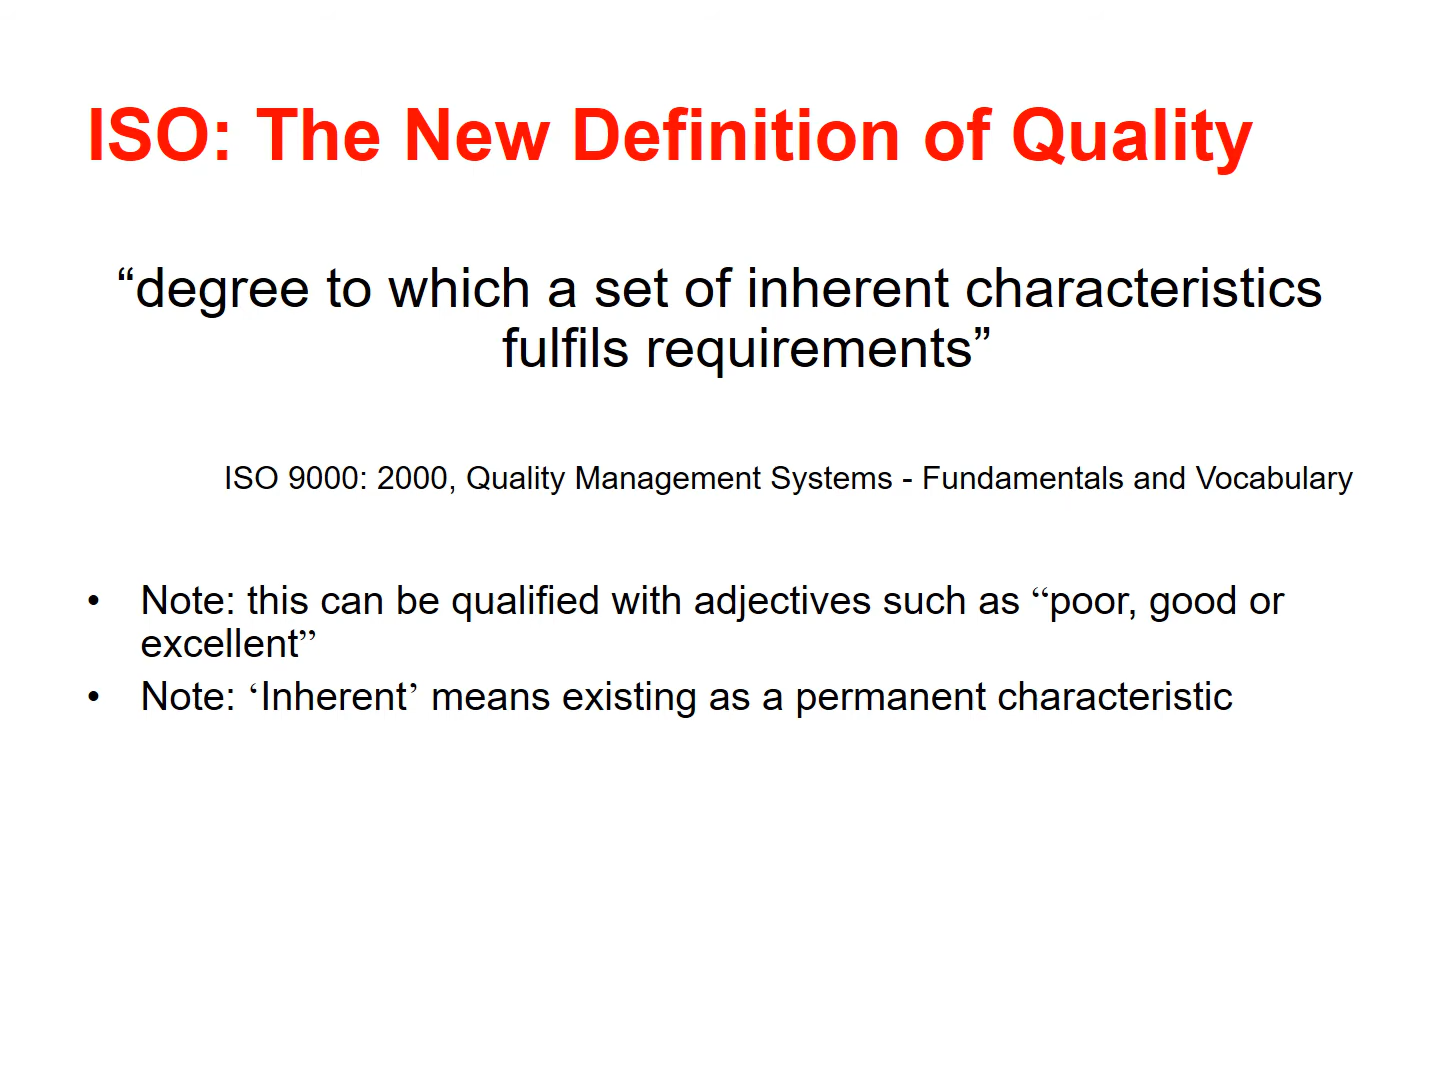 ISO: The New Definition of Quality
“degree to which a set of inherent characteristics
fulfils requirements”
ISO 9000: 2000, Quality Management Systems - Fundamentals and Vocabulary
• Note: this can be qualified with adjectives such as “poor, good or
excellent”
• Note: ‘Inherent’ means existing as a permanent characteristic